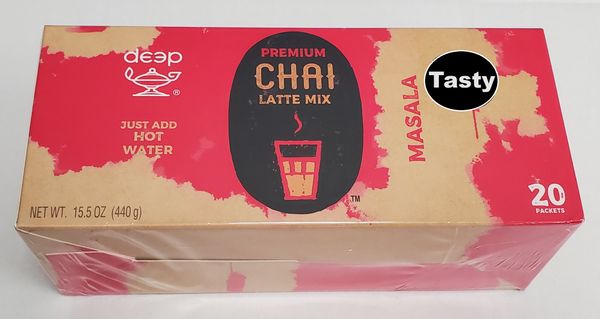 deep
®
JUST ADD
HOT
WATER
NET WT. 15.5 OZ (440 g)
PREMIUM
CHAI
LATTE MIX
TM
MASALA
Tasty
20
PACKETS